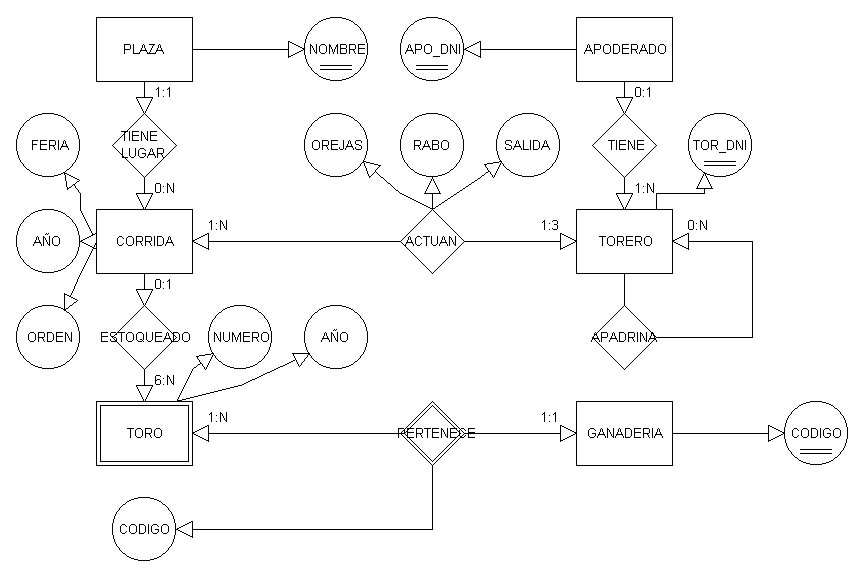 PLAZA
NOMBRE
APO_DNI
APODERADO
1:1
0:1
FERIA
TIENE
LUGAR
OREJAS
RABO
SALIDA
TIENE
TOR_DNI
0:N
1:N
AÑO
CORRIDA
1:N
ACTUAN
1:3
TORERO
0:N
0:1
ORDEN
ESTOQUEADO
NUMERO
AÑO
APADRINA
6:N
TORO
1:N
PERTENECE
1:1
GANADERIA
CODIGO
CODIGO